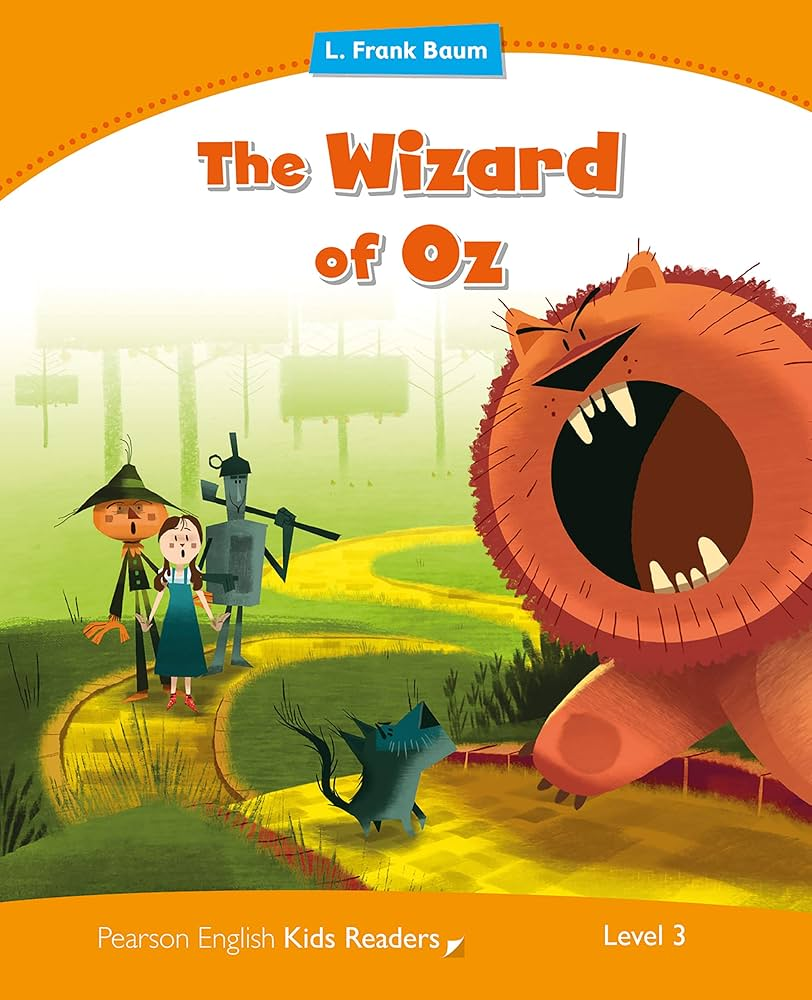 L. Frank Baum
The Wizard
of Oz
Pearson English Kids Readers
Level 3